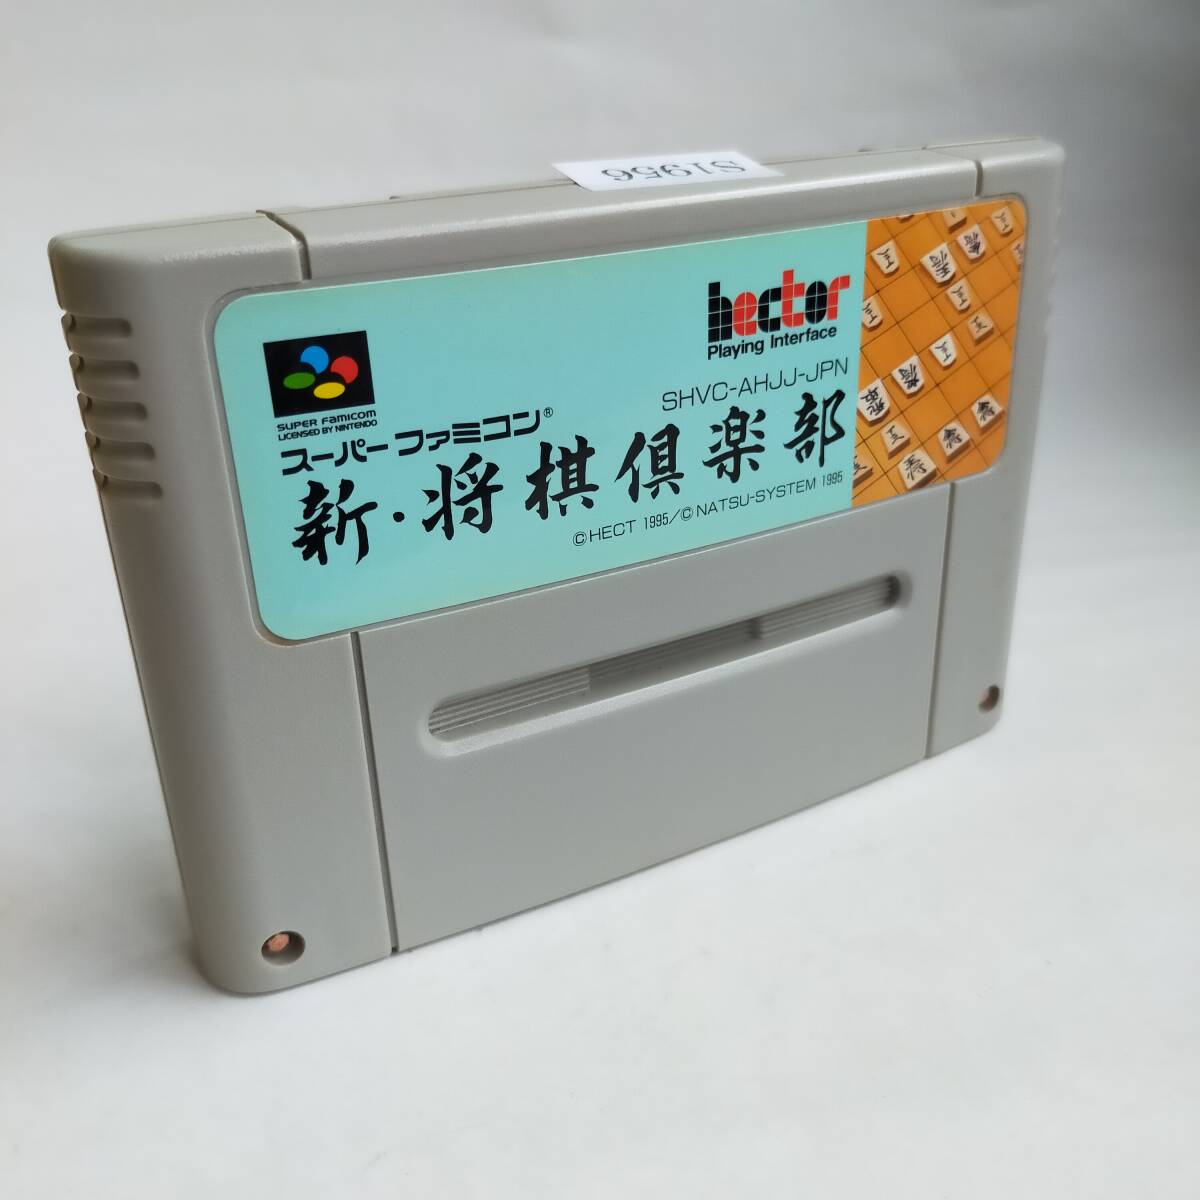 S1956
hector
Playing Interface
SUPER FAMICOM
LICENSED BY NINTENDO
SHVC-AHJJ-JPN
スーパーファミコン®
新・将棋倶楽部
©HECT 1995/©NATSU-SYSTEM 1995